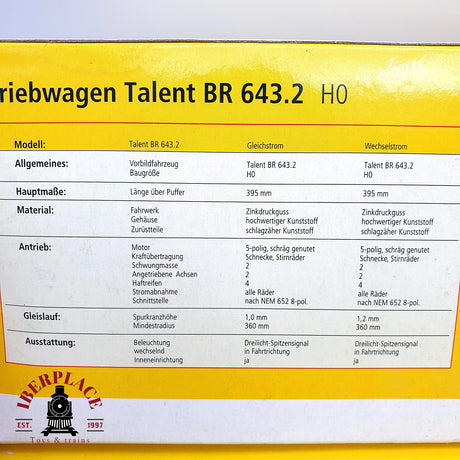 riebwagen Talent BR 643.2 H0
Modell: Talent BR 643.2 Gleichstrom Wechselstrom
Allgemeines: Vorbildfahrzeug Talent BR 643.2 Talent BR 643.2
Baugröße H0 H0
Hauptmaße: Länge über Puffer 395 mm 395 mm
Material: Fahrwerk Zinkdruckguss Zinkdruckguss
Gehäuse hochwertiger Kunststoff hochwertiger Kunststoff
Zurüstteile schlagzäher Kunststoff schlagzäher Kunststoff
Antrieb: Motor 5-polig, schräg genutet 5-polig, schräg genutet
Kraftübertragung Schnecke, Stirnräder Schnecke, Stirnräder
Schwungmasse 2 2
Angetriebene Achsen 2 2
Haftreifen 4 4
Stromabnahme alle Räder alle Räder
Schnittstelle nach NEM 652 8-pol. nach NEM 652 8-pol.
Gleislauf: Spurkranzhöhe 1,0 mm 1,2 mm
Mindestradius 360 mm 360 mm
Ausstattung: Beleuchtung Dreilicht-Spitzensignal Dreilicht-Spitzensignal
wechselnd in Fahrtrichtung in Fahrtrichtung
Inneneinrichtung ja ja
IBERPLACE
EST. 1997
Toys & trains